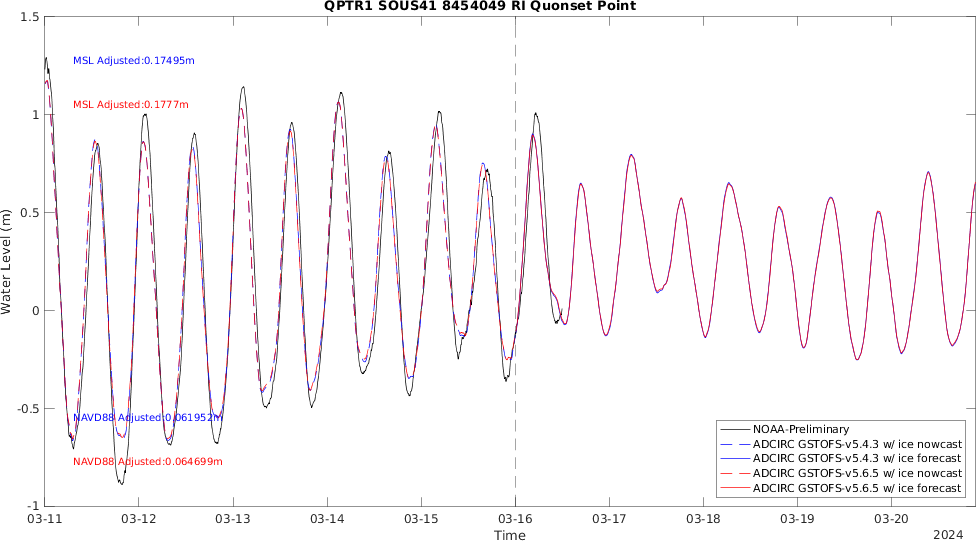 QPTR1 SOUS41 8454049 RI Quonset Point
1.5
1
0.5
0
-0.5
-1
Water Level (m)
MSL Adjusted:0.17495m
MSL Adjusted:0.1777m
NAVD88 Adjusted:0.061952m
NAVD88 Adjusted:0.064699m
NOAA-Preliminary
ADCIRC GSTOFS-v5.4.3 w/ ice nowcast
ADCIRC GSTOFS-v5.4.3 w/ ice forecast
ADCIRC GSTOFS-v5.6.5 w/ ice nowcast
ADCIRC GSTOFS-v5.6.5 w/ ice forecast
03-11 03-12 03-13 03-14 03-15 03-16 03-17 03-18 03-19 03-20
Time
2024